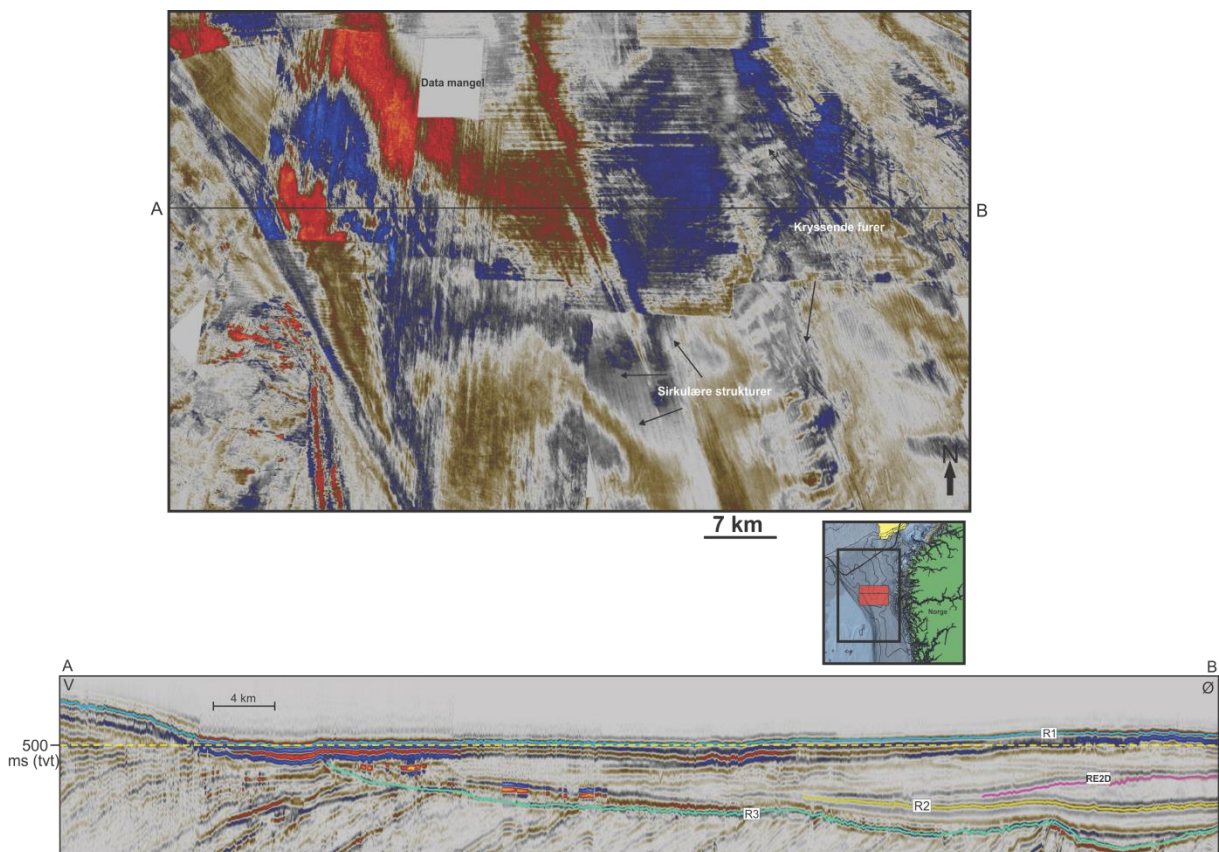 Data mangel
A
B
Kryssende furer
Sirkulære strukturer
N
7 km
Norge
A
B
V
Ø
4 km
500
ms (tvt)
R1
RE2D
R2
R3